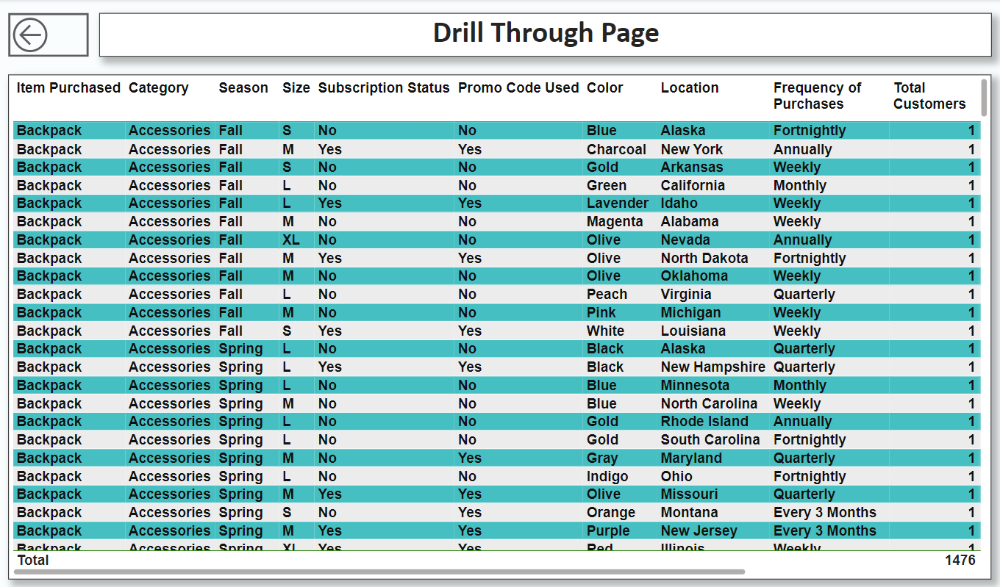 Drill Through Page
Item Purchased Category Season Size Subscription Status Promo Code Used Color Location Frequency of Purchases Total Customers
Backpack Accessories Fall S No No Blue Alaska Fortnightly 1
Backpack Accessories Fall M Yes Yes Charcoal New York Annually 1
Backpack Accessories Fall S No No Gold Arkansas Weekly 1
Backpack Accessories Fall L No No Green California Monthly 1
Backpack Accessories Fall L Yes Yes Lavender Idaho Weekly 1
Backpack Accessories Fall M No No Magenta Alabama Weekly 1
Backpack Accessories Fall XL No No Olive Nevada Annually 1
Backpack Accessories Fall M Yes Yes Olive North Dakota Fortnightly 1
Backpack Accessories Fall M No No Olive Oklahoma Weekly 1
Backpack Accessories Fall L No No Peach Virginia Quarterly 1
Backpack Accessories Fall M No No Pink Michigan Weekly 1
Backpack Accessories Fall S Yes Yes White Louisiana Weekly 1
Backpack Accessories Spring L No No Black Alaska Quarterly 1
Backpack Accessories Spring L Yes Yes Black New Hampshire Quarterly 1
Backpack Accessories Spring L No No Blue Minnesota Monthly 1
Backpack Accessories Spring M No No Blue North Carolina Weekly 1
Backpack Accessories Spring L No No Gold Rhode Island Annually 1
Backpack Accessories Spring L No No Gold South Carolina Fortnightly 1
Backpack Accessories Spring M No Yes Gray Maryland Quarterly 1
Backpack Accessories Spring L No No Indigo Ohio Fortnightly 1
Backpack Accessories Spring M Yes Yes Olive Missouri Quarterly 1
Backpack Accessories Spring S No Yes Orange Montana Every 3 Months 1
Backpack Accessories Spring M Yes Yes Purple New Jersey Every 3 Months 1
Backpack Accessories Spring XL Yes Yes Red Illinois Weekly 1
Total 1476